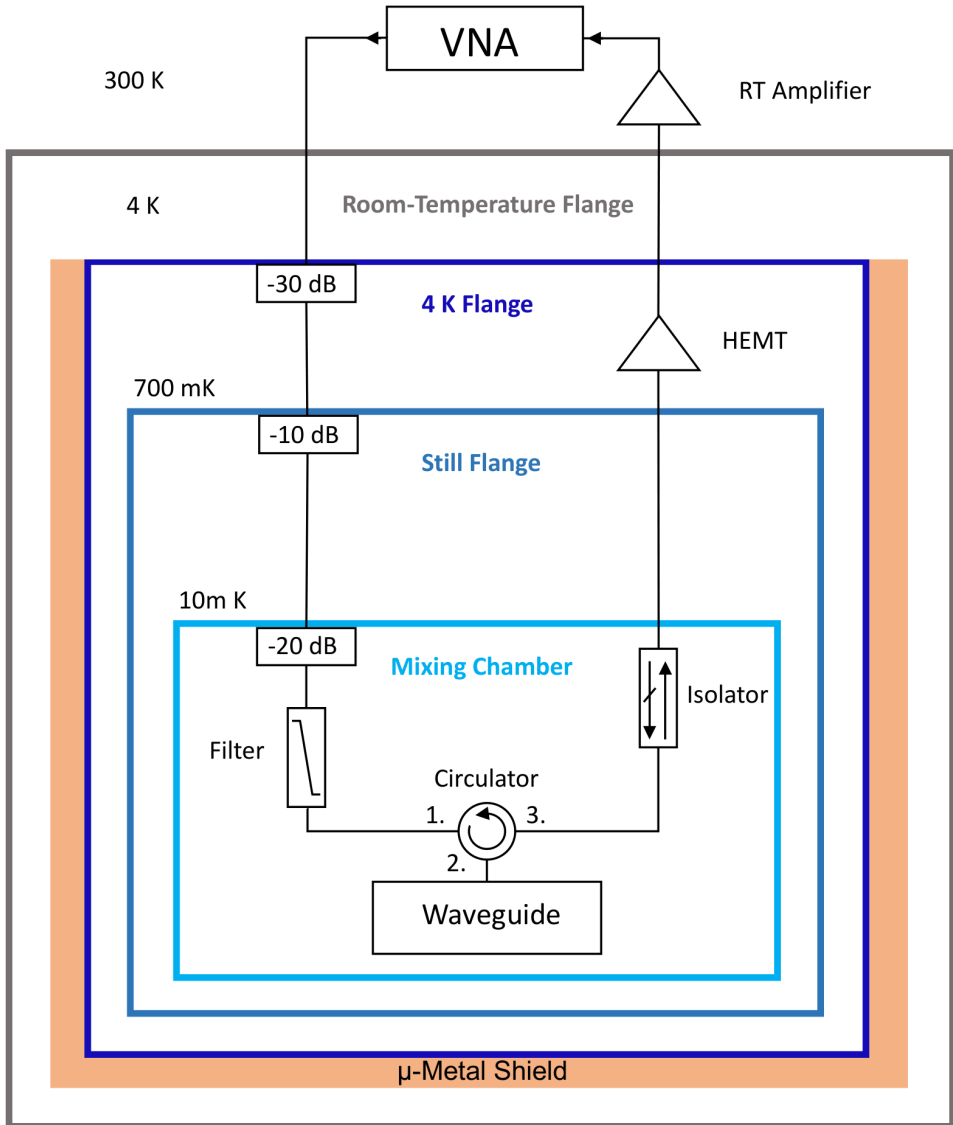 VNA
300 K
RT Amplifier
4 K
Room-Temperature Flange
-30 dB
4 K Flange
HEMT
700 mK
-10 dB
Still Flange
10m K
-20 dB
Mixing Chamber
Isolator
Filter
Circulator
1.
3.
2.
Waveguide
μ-Metal Shield